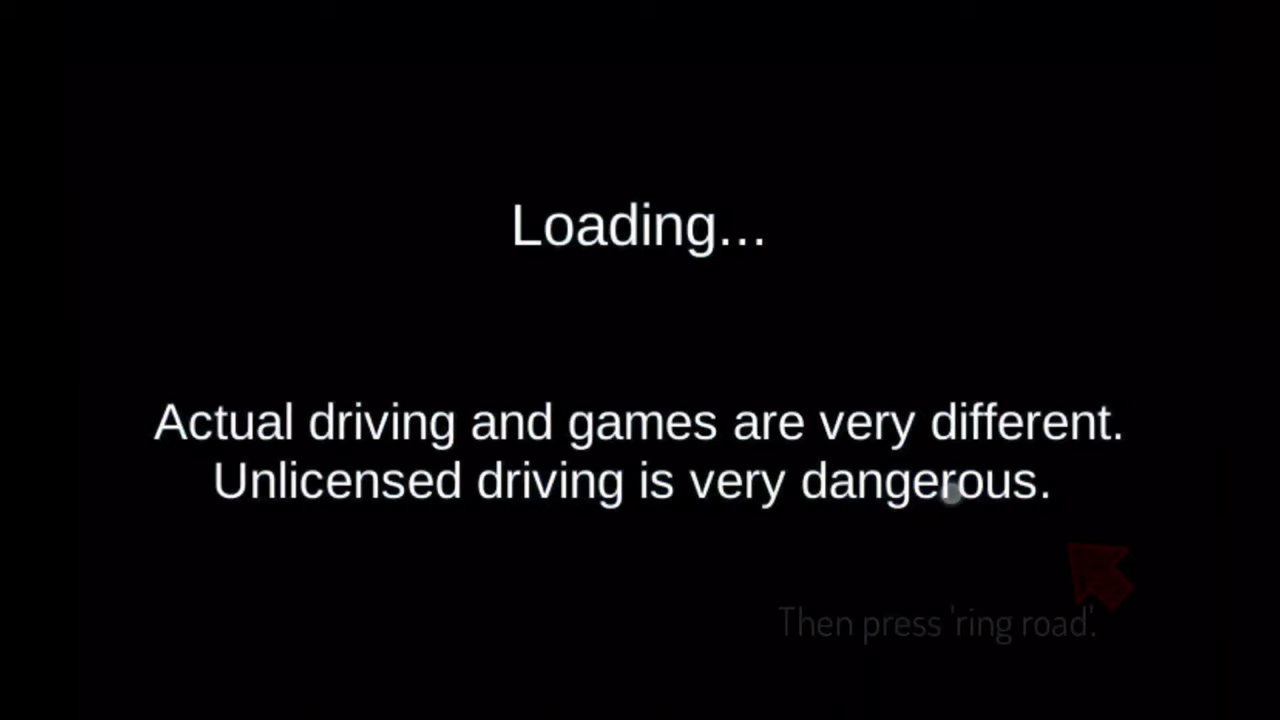 Loading...
Actual driving and games are very different.
Unlicensed driving is very dangerous.
Then press 'ring road'.